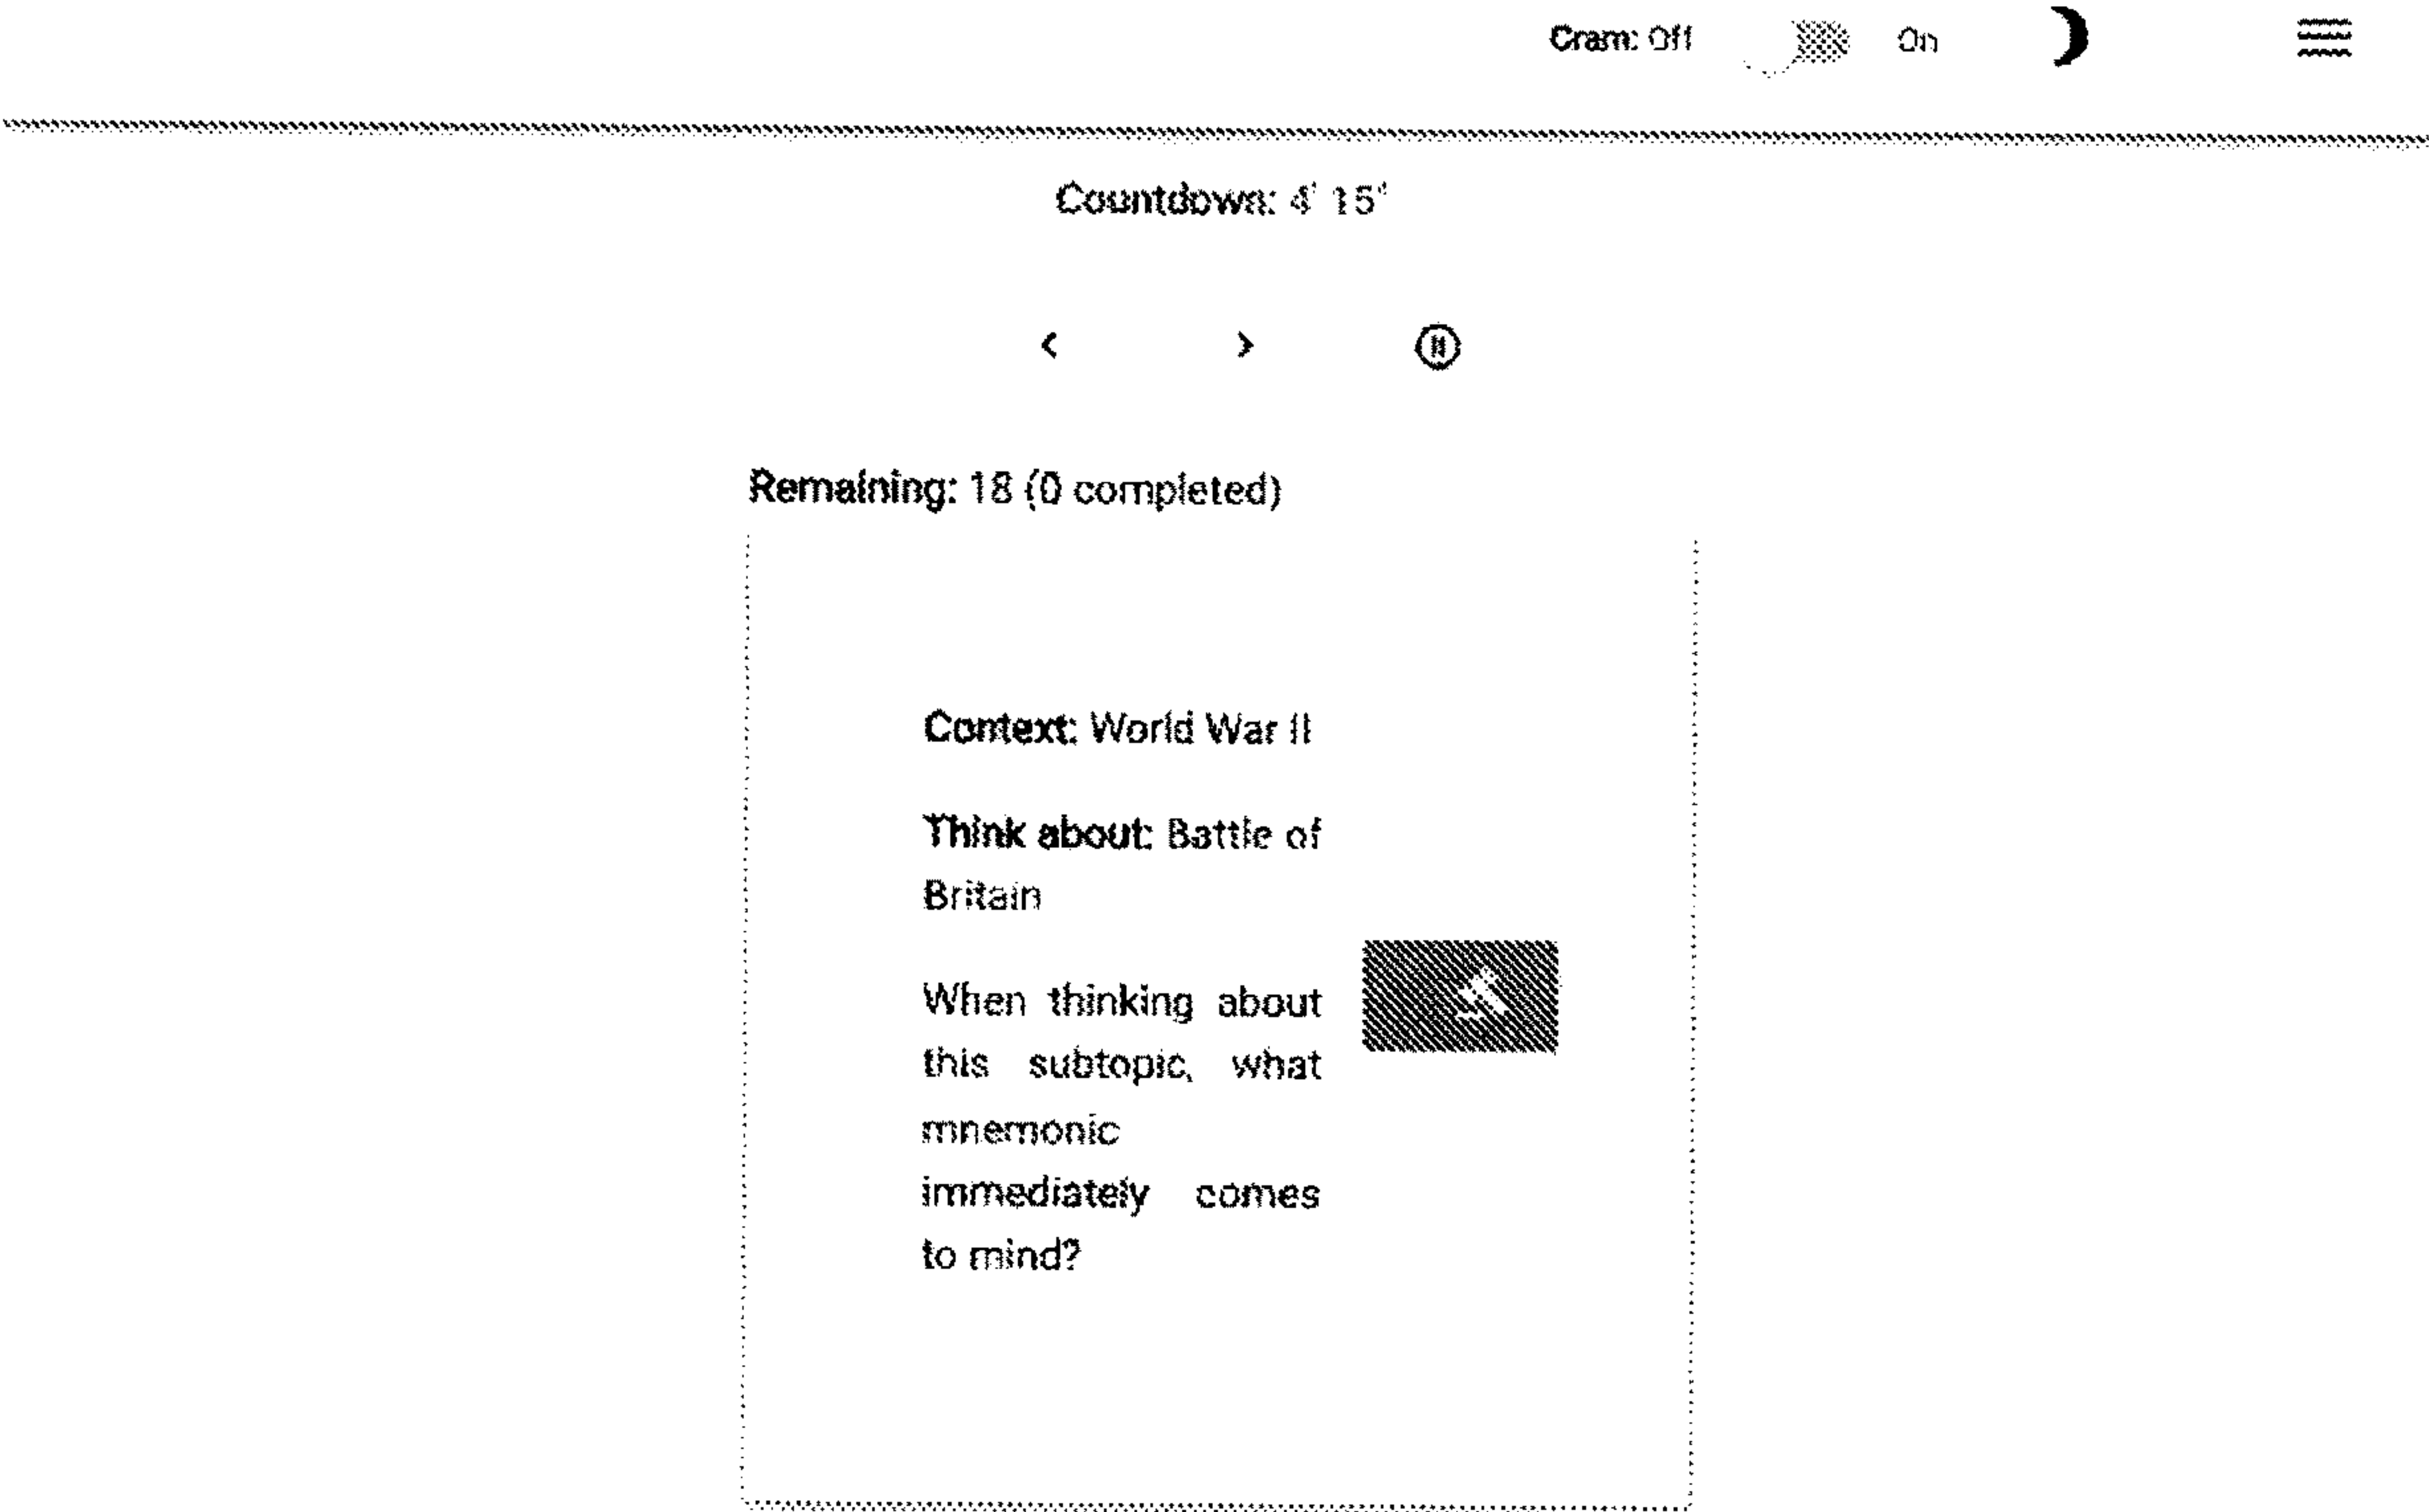 Cram: Off On
Countdown: 4' 15"
Remaining: 18 (0 completed)
Context: World War II
Think about: Battle of
Britain
When thinking about
this subtopic, what
mnemonic
immediately comes
to mind?